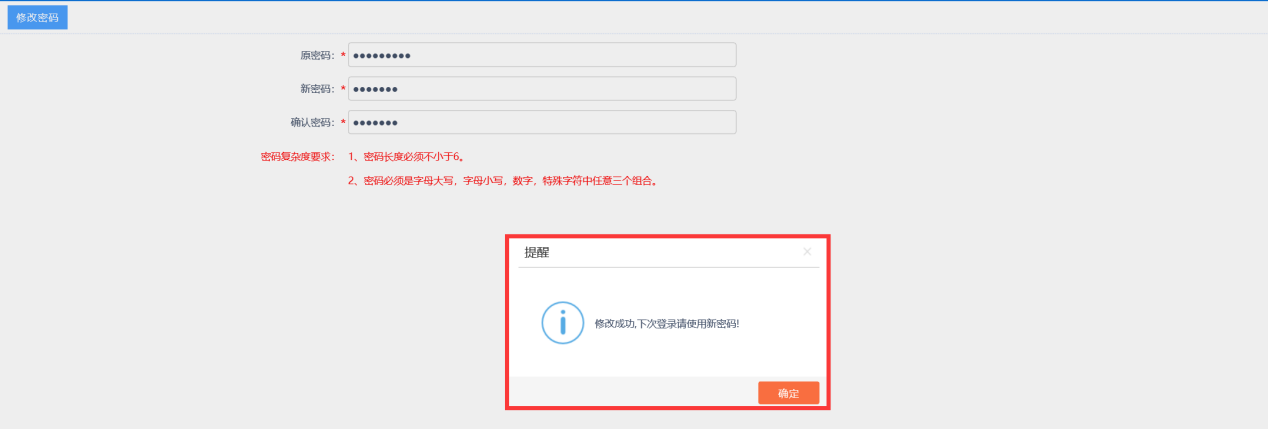 修改密码
原密码：* •••••••••
新密码：* •••••••
确认密码：* •••••••
密码复杂度要求： 1、密码长度必须不小于6。
2、密码必须是字母大写，字母小写，数字，特殊字符中任意三个组合。
提醒 ×
修改成功,下次登录请使用新密码!
确定